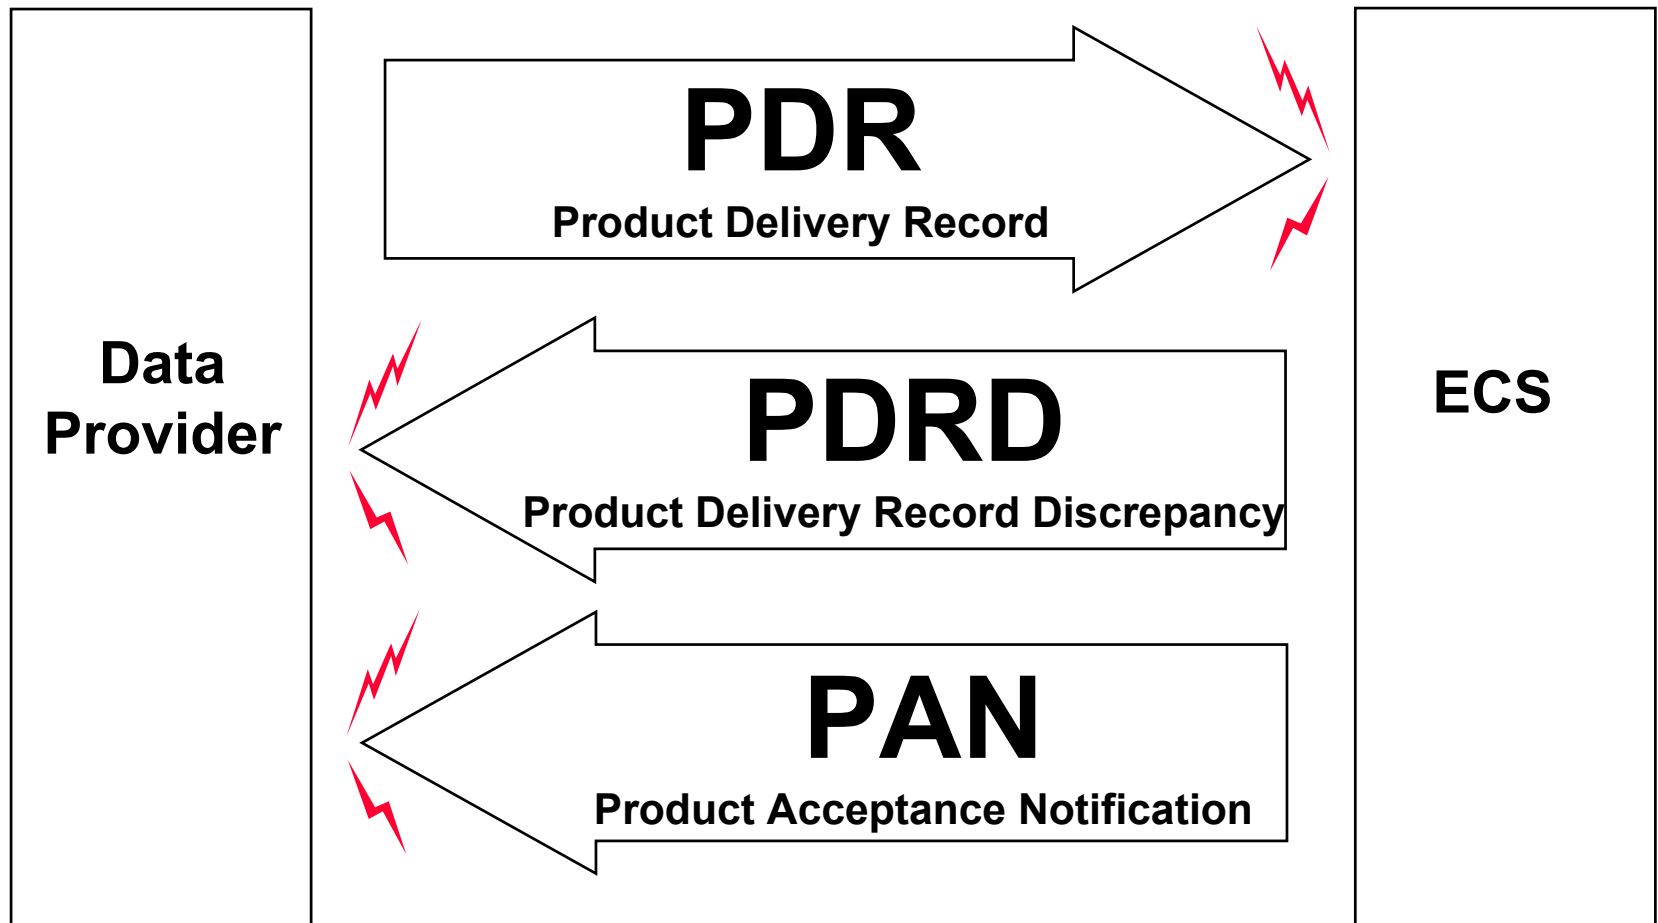 PDR
Product Delivery Record
Data
Provider
PDRD
Product Delivery Record Discrepancy
ECS
PAN
Product Acceptance Notification